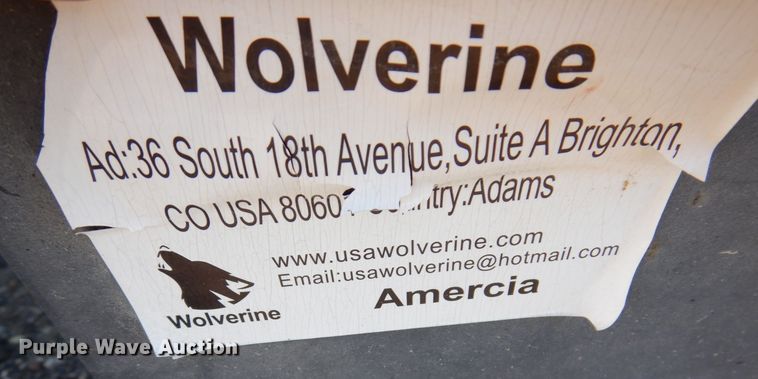 Wolverine
Ad:36 South 18th Avenue,Suite A Brighton,
CO USA 8060 :Adams
www.usawolverine.com
Email:usawolverine@hotmail.com
Wolverine
Amercia
Purple Wave Auction